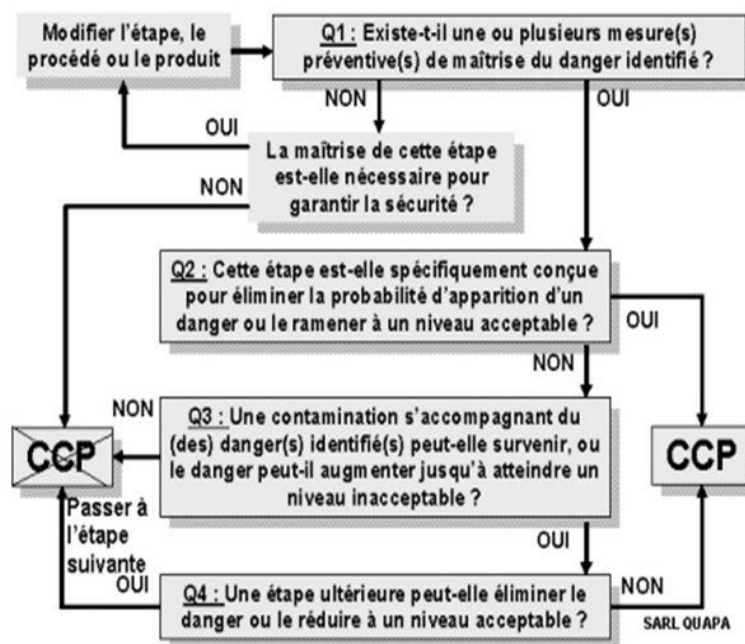 Modifier l'étape, le
procédé ou le produit
Q1 : Existe-t-il une ou plusieurs mesure(s)
préventive(s) de maîtrise du danger identifié ?
NON
OUI
OUI
La maîtrise de cette étape
est-elle nécessaire pour
garantir la sécurité ?
NON
Q2 : Cette étape est-elle spécifiquement conçue
pour éliminer la probabilité d'apparition d'un
danger ou le ramener à un niveau acceptable ?
OUI
NON
NON
Q3 : Une contamination s'accompagnant du
(des) danger(s) identifié(s) peut-elle survenir, ou
le danger peut-il augmenter jusqu'à atteindre un
niveau inacceptable ?
CCP
CCP
Passer à
l'étape
suivante
OUI
OUI
Q4 : Une étape ultérieure peut-elle éliminer le
danger ou le réduire à un niveau acceptable ?
NON
SARL QUAPA